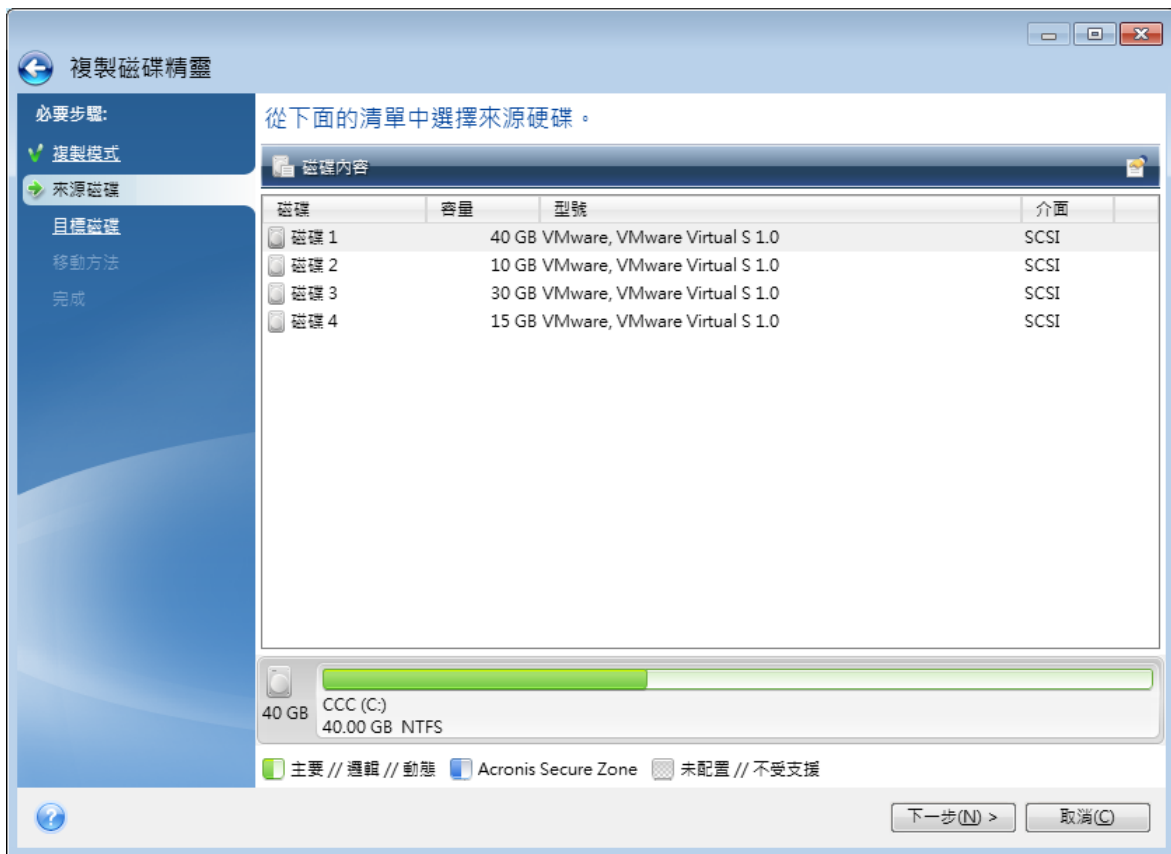 複製磁碟精靈
必要步驟:
複製模式
來源磁碟
目標磁碟
移動方法
完成
從下面的清單中選擇來源硬碟。
磁碟內容
磁碟 容量 型號 介面
磁碟 1 40 GB VMware, VMware Virtual S 1.0 SCSI
磁碟 2 10 GB VMware, VMware Virtual S 1.0 SCSI
磁碟 3 30 GB VMware, VMware Virtual S 1.0 SCSI
磁碟 4 15 GB VMware, VMware Virtual S 1.0 SCSI
40 GB
CCC (C:)
40.00 GB NTFS
主要 // 邏輯 // 動態 Acronis Secure Zone 未配置 // 不受支援
下一步(N) > 取消(C)